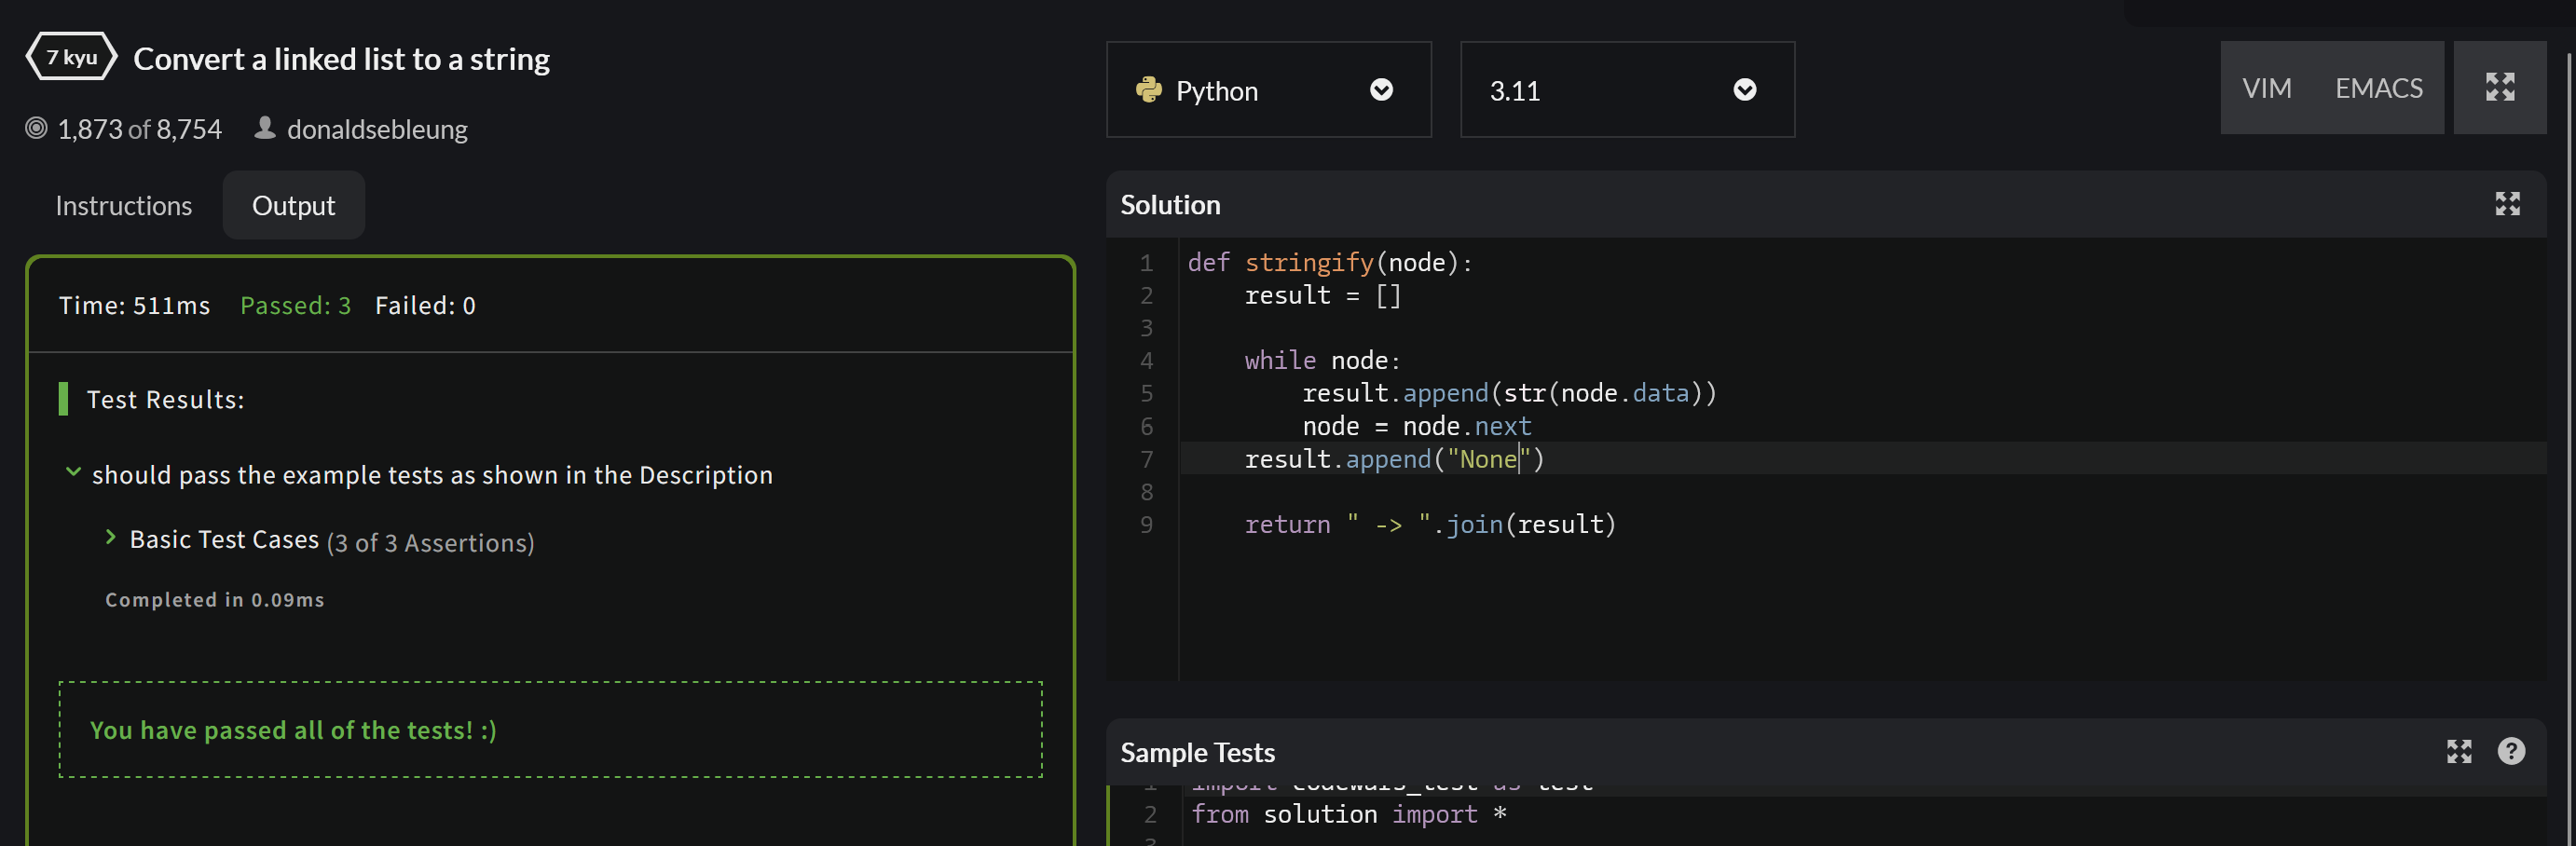 7 kyu Convert a linked list to a string
1,873 of 8,754 donaldsebleung
Instructions Output
Time: 511ms Passed: 3 Failed: 0
Test Results:
should pass the example tests as shown in the Description
Basic Test Cases (3 of 3 Assertions)
Completed in 0.09ms
You have passed all of the tests! :)
Python 3.11 VIM EMACS
Solution
1 def stringify(node):
2     result = []
3
4     while node:
5         result.append(str(node.data))
6         node = node.next
7     result.append("None")
8
9     return " -> ".join(result)
Sample Tests
1 import codewars_test as test
2 from solution import *
3